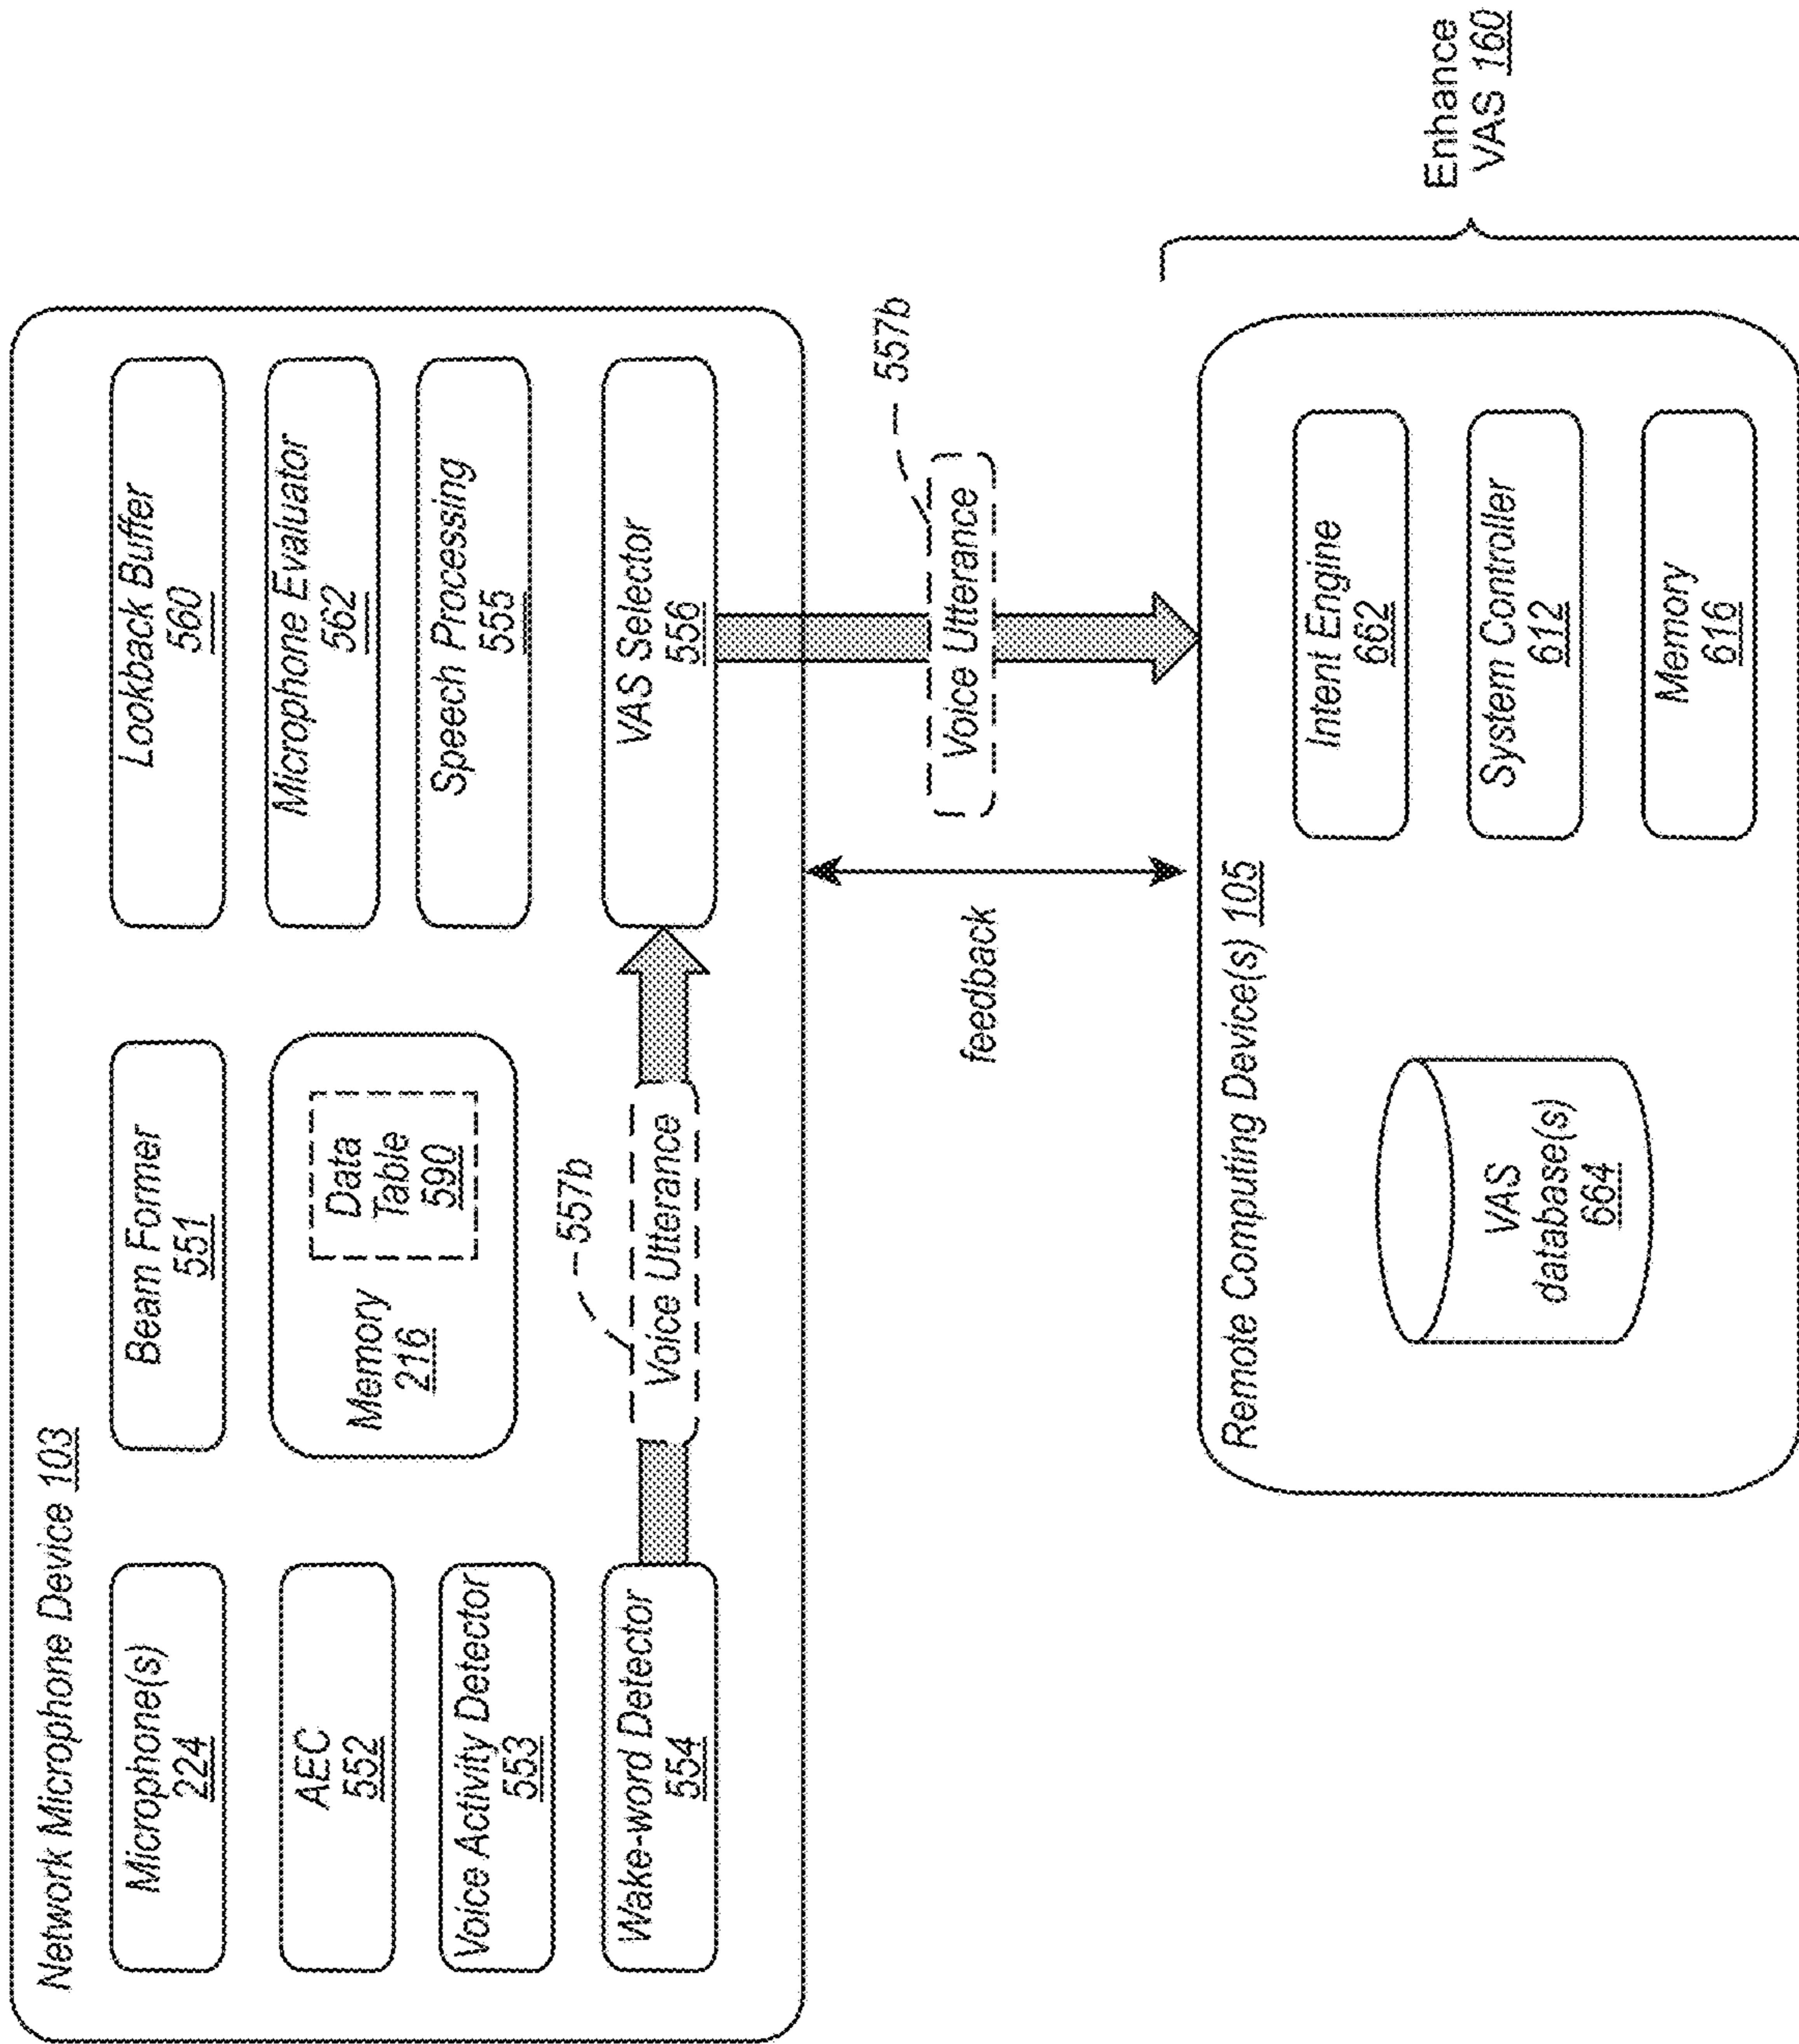 Network Microphone Device 103
Microphone(s)
224
Beam Former
551
Lookback Buffer
560
AEC
552
Memory
216
Data
Table
590
Microphone Evaluator
562
Voice Activity Detector
553
Speech Processing
555
557b
Wake-word Detector
554
Voice Utterance
VAS Selector
556
feedback
Voice Utterance
557b
Remote Computing Device(s) 105
VAS
database(s)
664
Intent Engine
662
System Controller
612
Memory
616
Enhance
VAS 160